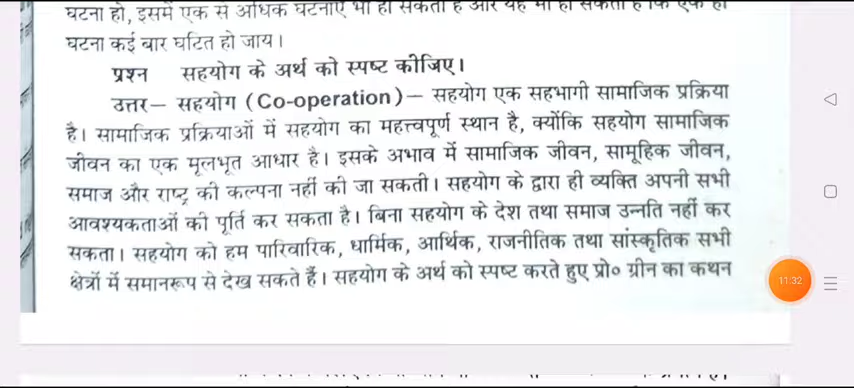 घटना हो, इसमें एक से अधिक घटनाएँ भी हो सकती हैं और यह भी हो सकता है कि एक ही
घटना कई बार घटित हो जाय।
प्रश्न सहयोग के अर्थ को स्पष्ट कीजिए।
उत्तर— सहयोग (Co-operation)— सहयोग एक सहभागी सामाजिक प्रक्रिया
है। सामाजिक प्रक्रियाओं में सहयोग का महत्त्वपूर्ण स्थान है, क्योंकि सहयोग सामाजिक
जीवन का एक मूलभूत आधार है। इसके अभाव में सामाजिक जीवन, सामूहिक जीवन,
समाज और राष्ट्र की कल्पना नहीं की जा सकती। सहयोग के द्वारा ही व्यक्ति अपनी सभी
आवश्यकताओं की पूर्ति कर सकता है। बिना सहयोग के देश तथा समाज उन्नति नहीं कर
सकता। सहयोग को हम पारिवारिक, धार्मिक, आर्थिक, राजनीतिक तथा सांस्कृतिक सभी
क्षेत्रों में समानरूप से देख सकते हैं। सहयोग के अर्थ को स्पष्ट करते हुए प्रो० ग्रीन का कथन
11:32